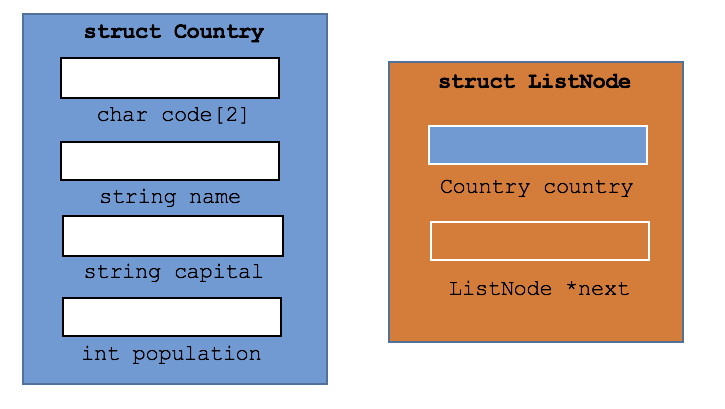 struct Country
char code[2]
string name
string capital
int population
struct ListNode
Country country
ListNode *next